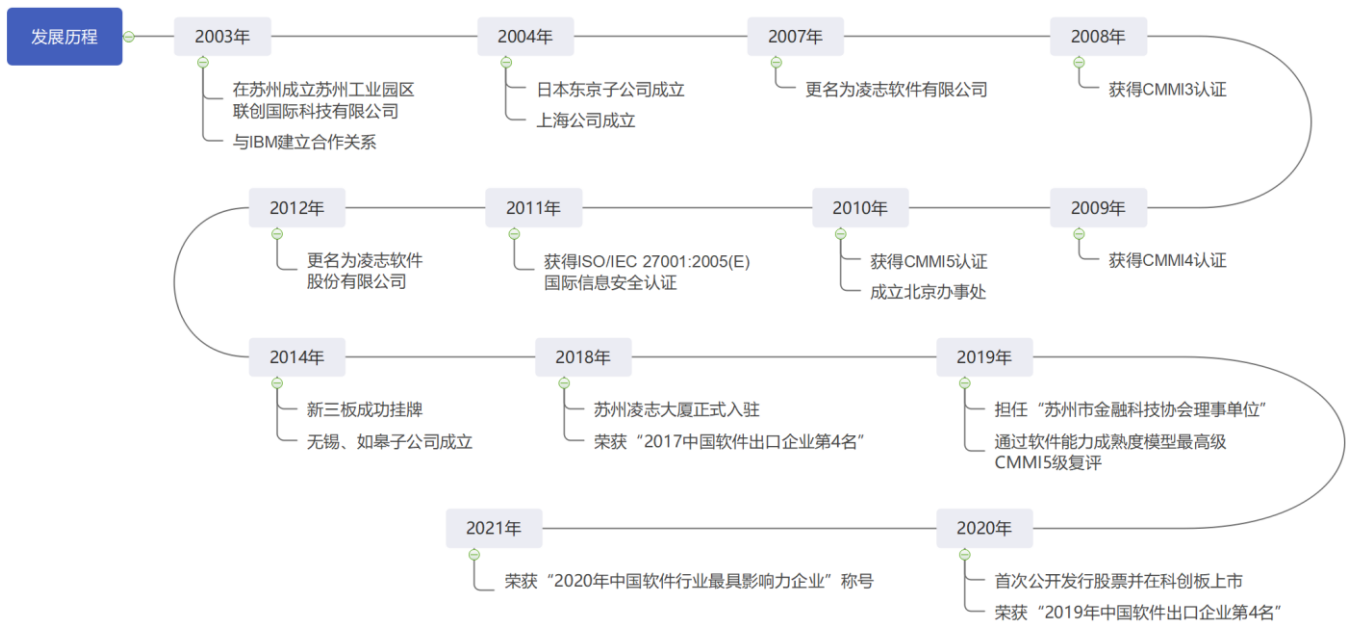 发展历程
2003年
在苏州成立苏州工业园区
联创国际科技有限公司
与IBM建立合作关系
2004年
日本东京子公司成立
上海公司成立
2007年
更名为凌志软件有限公司
2008年
获得CMMI3认证
2009年
获得CMMI4认证
2010年
获得CMMI5认证
成立北京办事处
2011年
获得ISO/IEC 27001:2005(E)
国际信息安全认证
2012年
更名为凌志软件
股份有限公司
2014年
新三板成功挂牌
无锡、如皋子公司成立
2018年
苏州凌志大厦正式入驻
荣获“2017中国软件出口企业第4名”
2019年
担任“苏州市金融科技协会理事单位”
通过软件能力成熟度模型最高级
CMMI5级复评
2020年
首次公开发行股票并在科创板上市
荣获“2019年中国软件出口企业第4名”
2021年
荣获“2020年中国软件行业最具影响力企业”称号